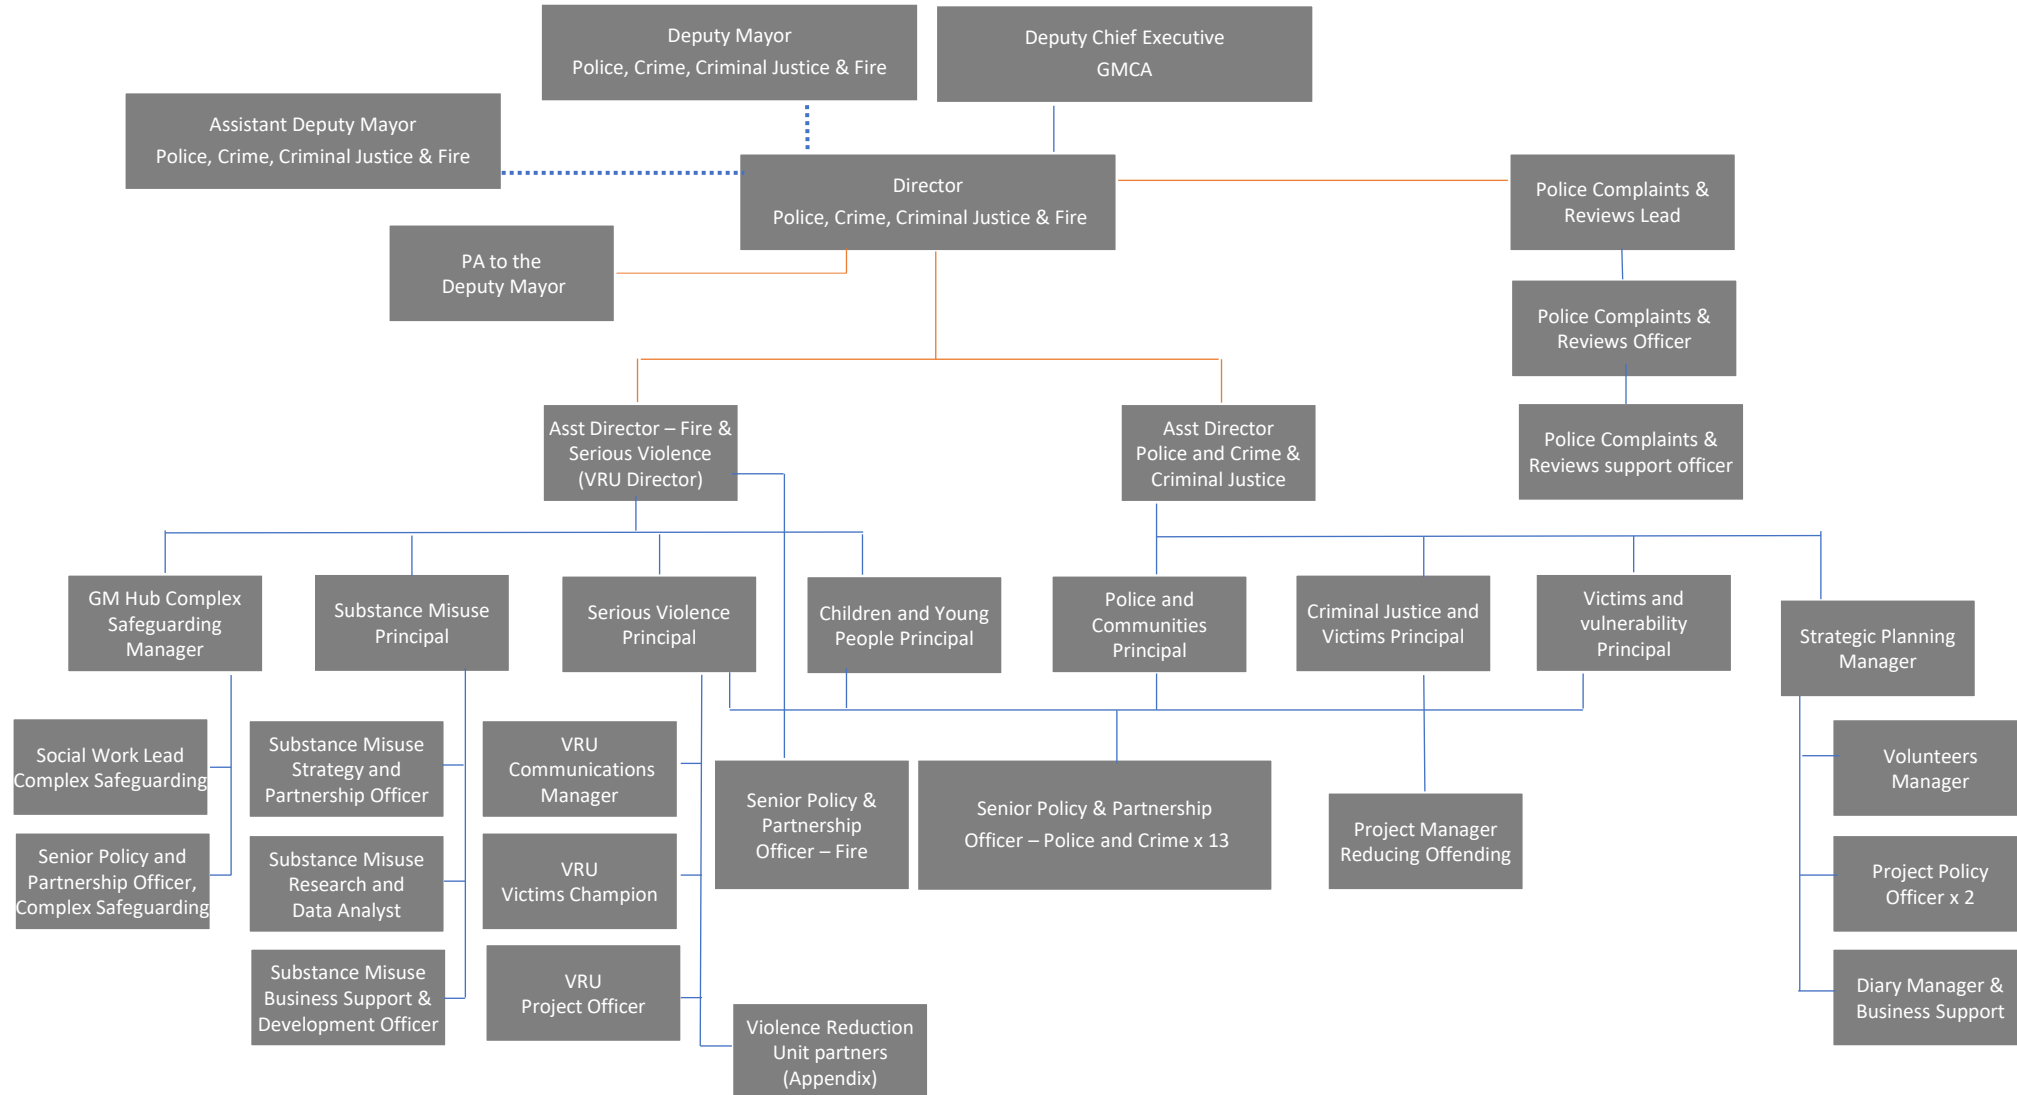 Deputy Mayor
Police, Crime, Criminal Justice & Fire
Deputy Chief Executive
GMCA
Assistant Deputy Mayor
Police, Crime, Criminal Justice & Fire
Director
Police, Crime, Criminal Justice & Fire
Police Complaints &
Reviews Lead
PA to the
Deputy Mayor
Police Complaints &
Reviews Officer
Police Complaints &
Reviews support officer
Asst Director – Fire &
Serious Violence
(VRU Director)
Asst Director
Police and Crime &
Criminal Justice
GM Hub Complex
Safeguarding
Manager
Substance Misuse
Principal
Serious Violence
Principal
Children and Young
People Principal
Police and
Communities
Principal
Criminal Justice and
Victims Principal
Victims and
vulnerability
Principal
Strategic Planning
Manager
Social Work Lead
Complex Safeguarding
Substance Misuse
Strategy and
Partnership Officer
VRU
Communications
Manager
Senior Policy &
Partnership
Officer – Fire
Senior Policy & Partnership
Officer – Police and Crime x 13
Project Manager
Reducing Offending
Volunteers
Manager
Senior Policy and
Partnership Officer,
Complex Safeguarding
Substance Misuse
Research and
Data Analyst
VRU
Victims Champion
Project Policy
Officer x 2
Substance Misuse
Business Support &
Development Officer
VRU
Project Officer
Violence Reduction
Unit partners
(Appendix)
Diary Manager &
Business Support